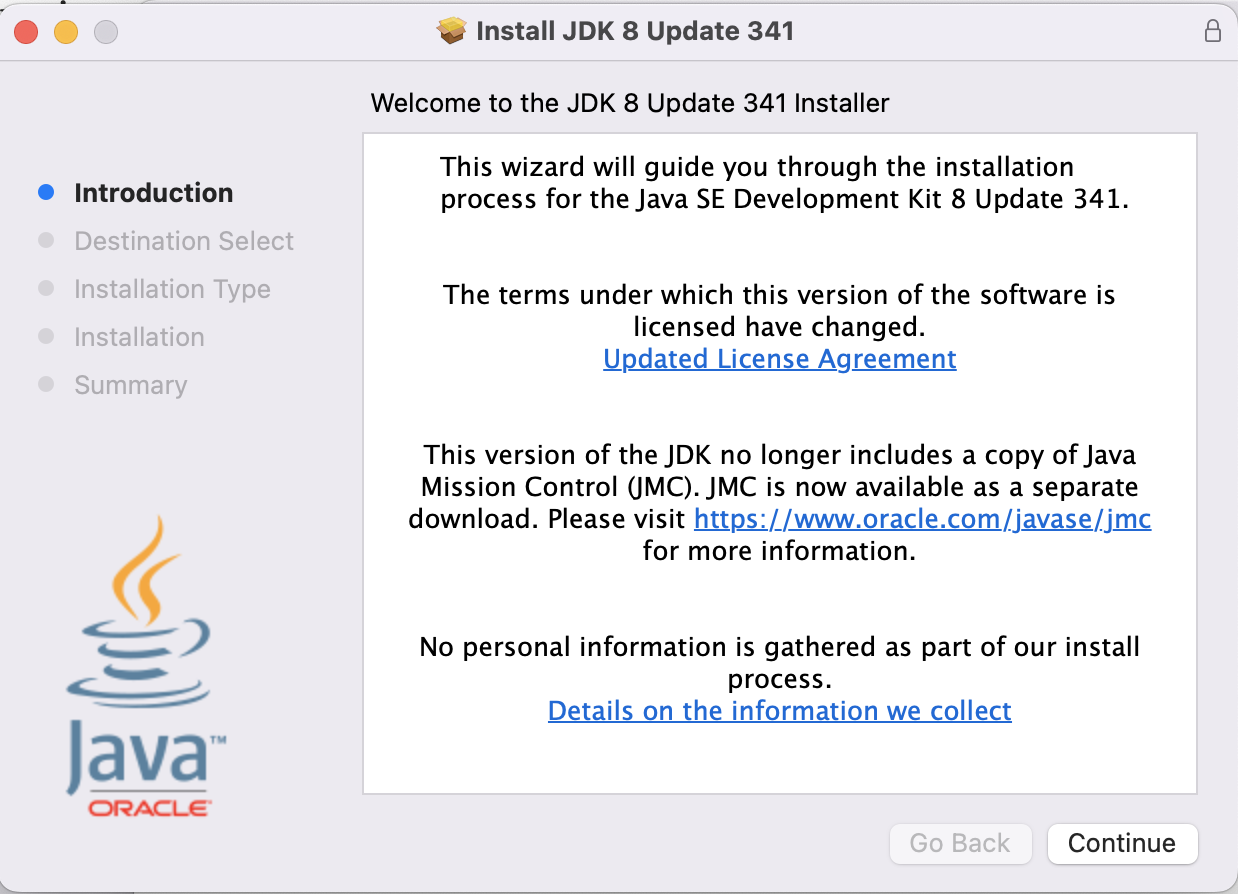 Install JDK 8 Update 341
Welcome to the JDK 8 Update 341 Installer
Introduction
Destination Select
Installation Type
Installation
Summary
This wizard will guide you through the installation
process for the Java SE Development Kit 8 Update 341.
The terms under which this version of the software is
licensed have changed.
Updated License Agreement
This version of the JDK no longer includes a copy of Java
Mission Control (JMC). JMC is now available as a separate
download. Please visit https://www.oracle.com/javase/jmc
for more information.
No personal information is gathered as part of our install
process.
Details on the information we collect
Java™
ORACLE
Go Back
Continue